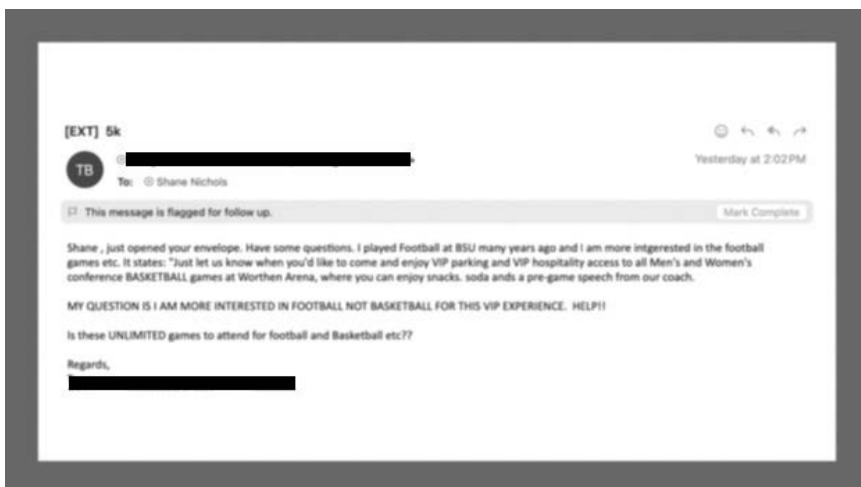 [EXT] 5k
Yesterday at 2:02PM
TB
To: Shane Nichols
This message is flagged for follow up.
Mark Complete
Shane , just opened your envelope. Have some questions. I played Football at BSU many years ago and I am more intgerested in the football
games etc. It states: "Just let us know when you'd like to come and enjoy VIP parking and VIP hospitality access to all Men's and Women's
conference BASKETBALL games at Worthen Arena, where you can enjoy snacks. soda ands a pre-game speech from our coach.
MY QUESTION IS I AM MORE INTERESTED IN FOOTBALL NOT BASKETBALL FOR THIS VIP EXPERIENCE. HELP!!
Is these UNLIMITED games to attend for football and Basketball etc??
Regards,